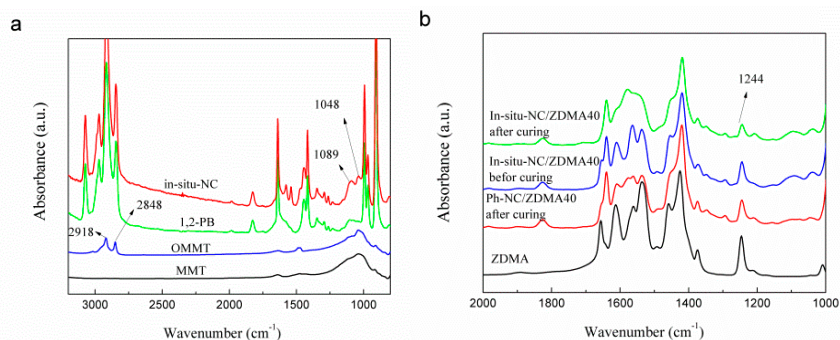 a
Absorbance (a.u.)
1048
1089
in-situ-NC
1,2-PB
2918
2848
OMMT
MMT
3200 3000 2500 2000 1500 1000
Wavenumber (cm⁻¹)
b
Absorbance (a.u.)
1244
In-situ-NC/ZDMA40
after curing
In-situ-NC/ZDMA40
befor curing
Ph-NC/ZDMA40
after curing
ZDMA
2000 1800 1600 1400 1200 1000
Wavenumber (cm⁻¹)